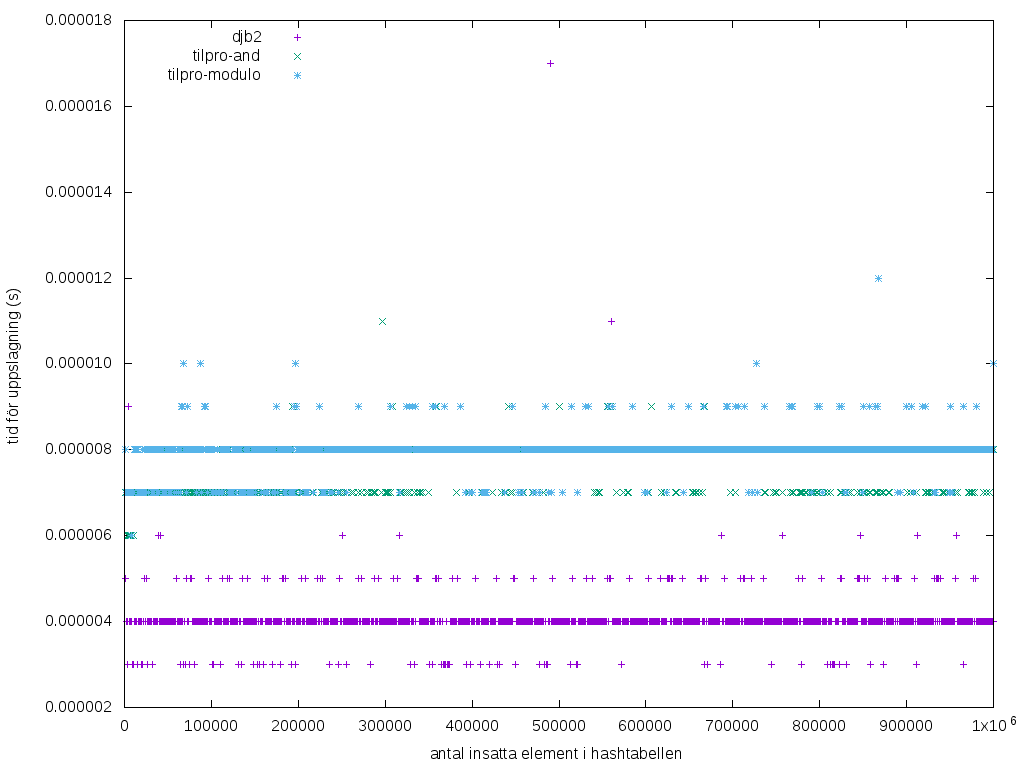 0.000018
0.000016
0.000014
0.000012
0.000010
0.000008
0.000006
0.000004
0.000002
0 100000 200000 300000 400000 500000 600000 700000 800000 900000 1x10 6
tid för uppslagning (s)
antal insatta element i hashtabellen
djb2
tilpro-and
tilpro-modulo